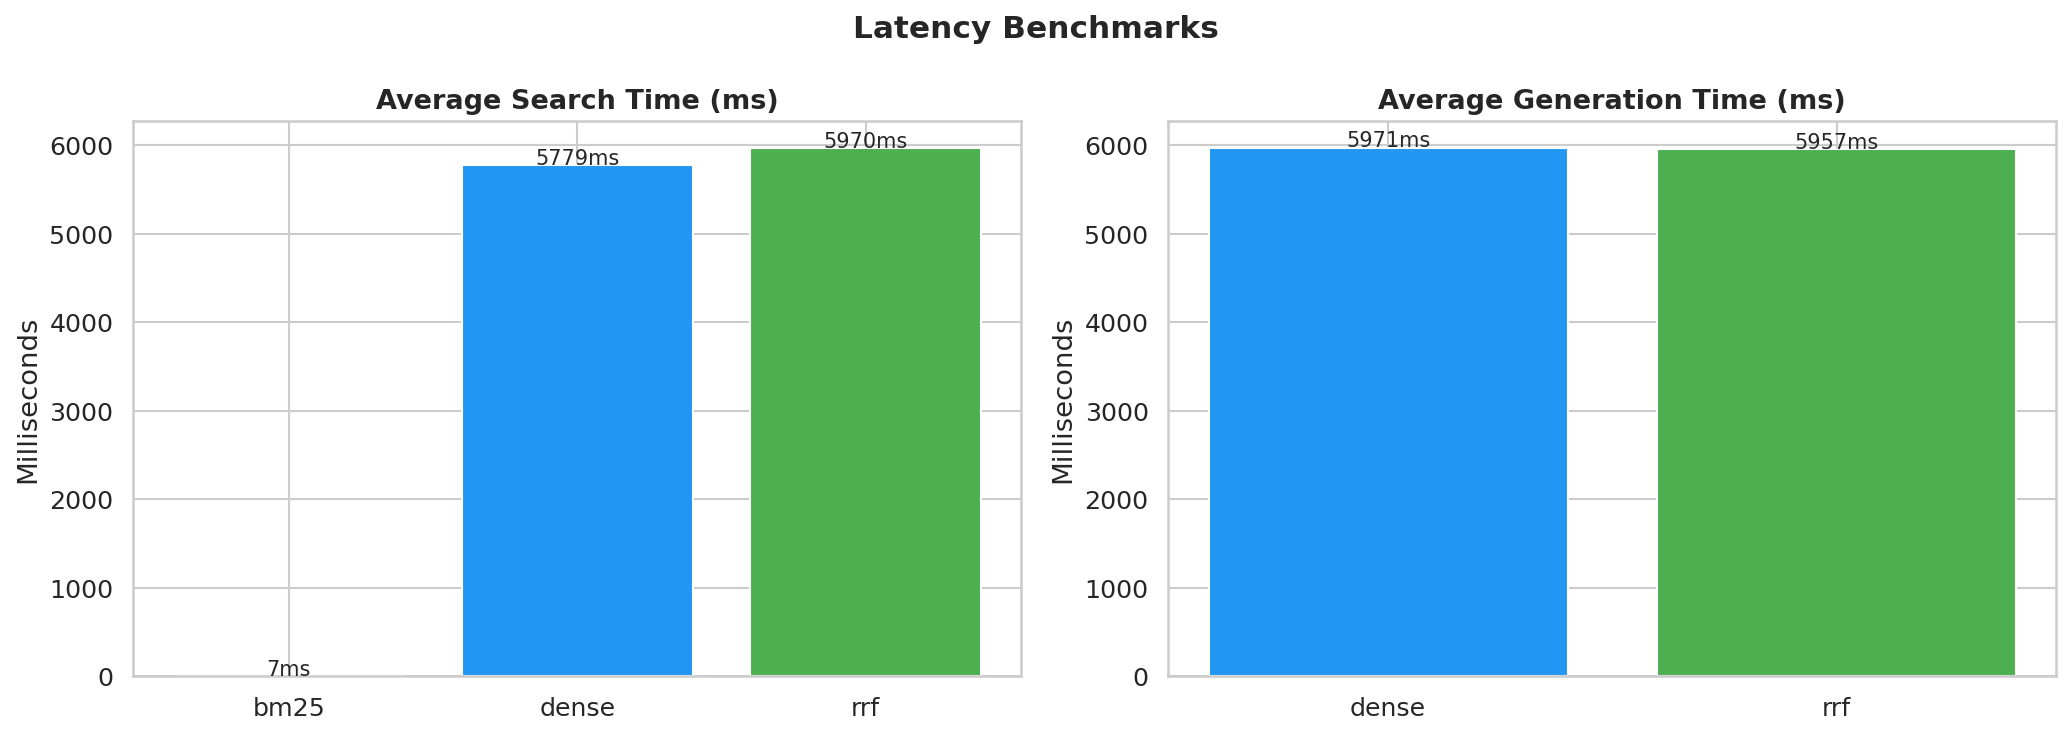 Latency Benchmarks
Average Search Time (ms)
Milliseconds
6000
5000
4000
3000
2000
1000
0
7ms
5779ms
5970ms
bm25
dense
rrf
Average Generation Time (ms)
Milliseconds
6000
5000
4000
3000
2000
1000
0
5971ms
5957ms
dense
rrf